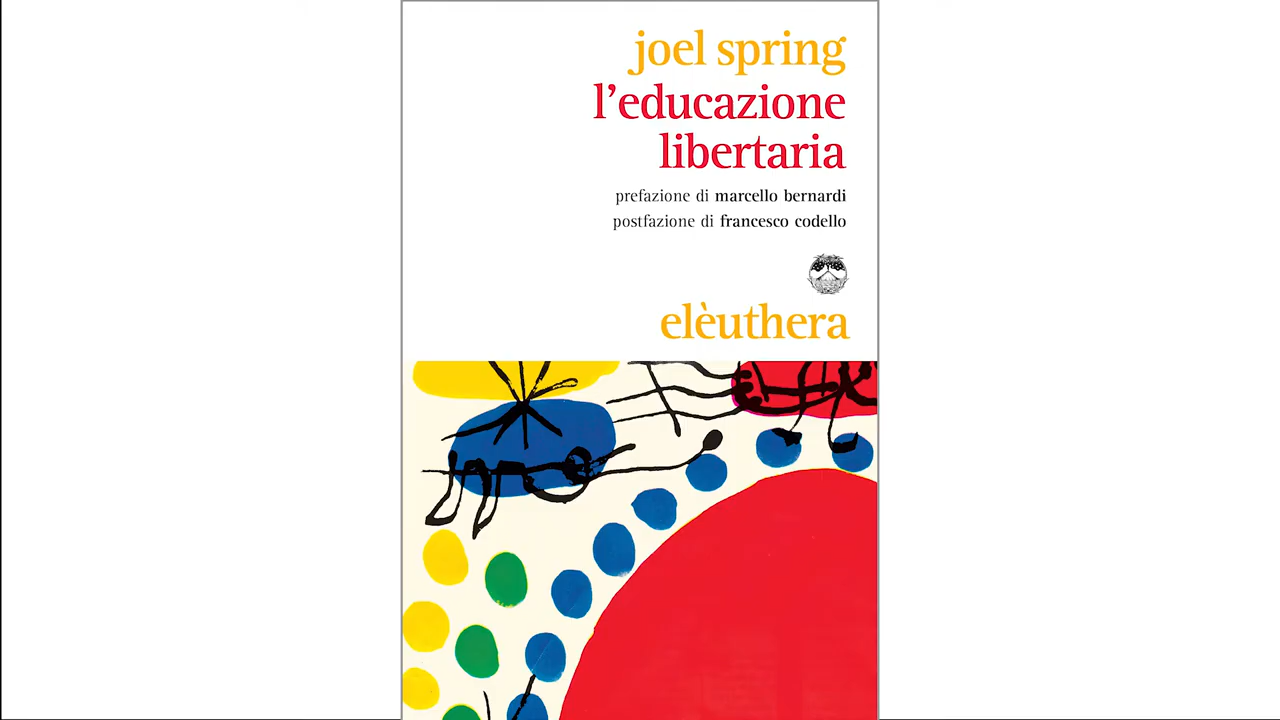 joel spring
l'educazione
libertaria
prefazione di marcello bernardi
postfazione di francesco codello
elèuthera